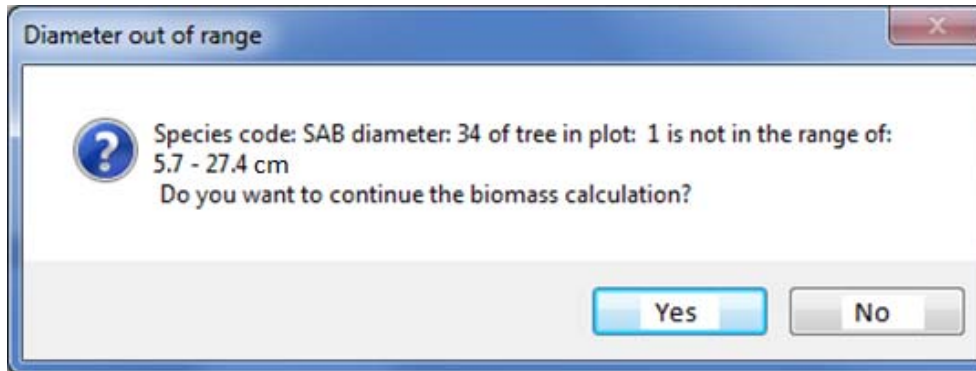 Diameter out of range
Species code: SAB diameter: 34 of tree in plot: 1 is not in the range of:
5.7 - 27.4 cm
Do you want to continue the biomass calculation?
Yes No